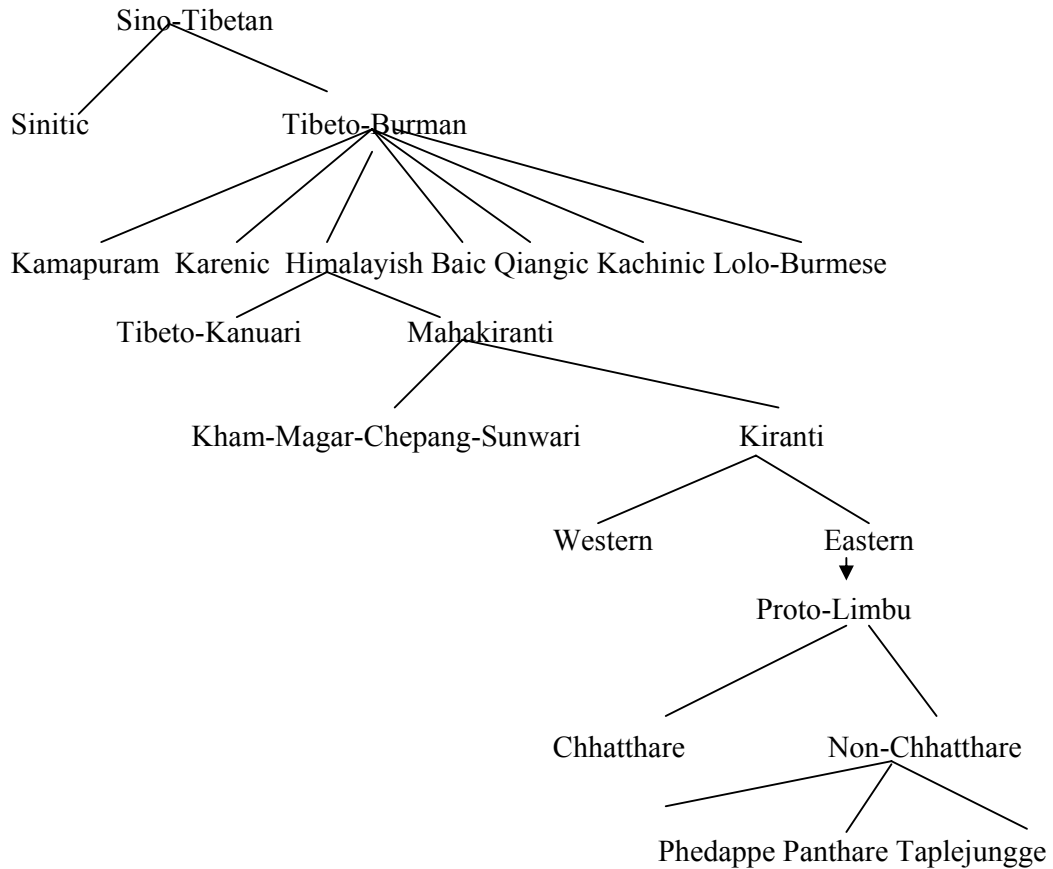 Sino-Tibetan
Sinitic Tibeto-Burman
Kamapuram Karenic Himalayish Baic Qiangic Kachinic Lolo-Burmese
Tibeto-Kanuari Mahakiranti
Kham-Magar-Chepang-Sunwari Kiranti
Western Eastern
Proto-Limbu
Chhatthare Non-Chhatthare
Phedappe Panthare Taplejungge